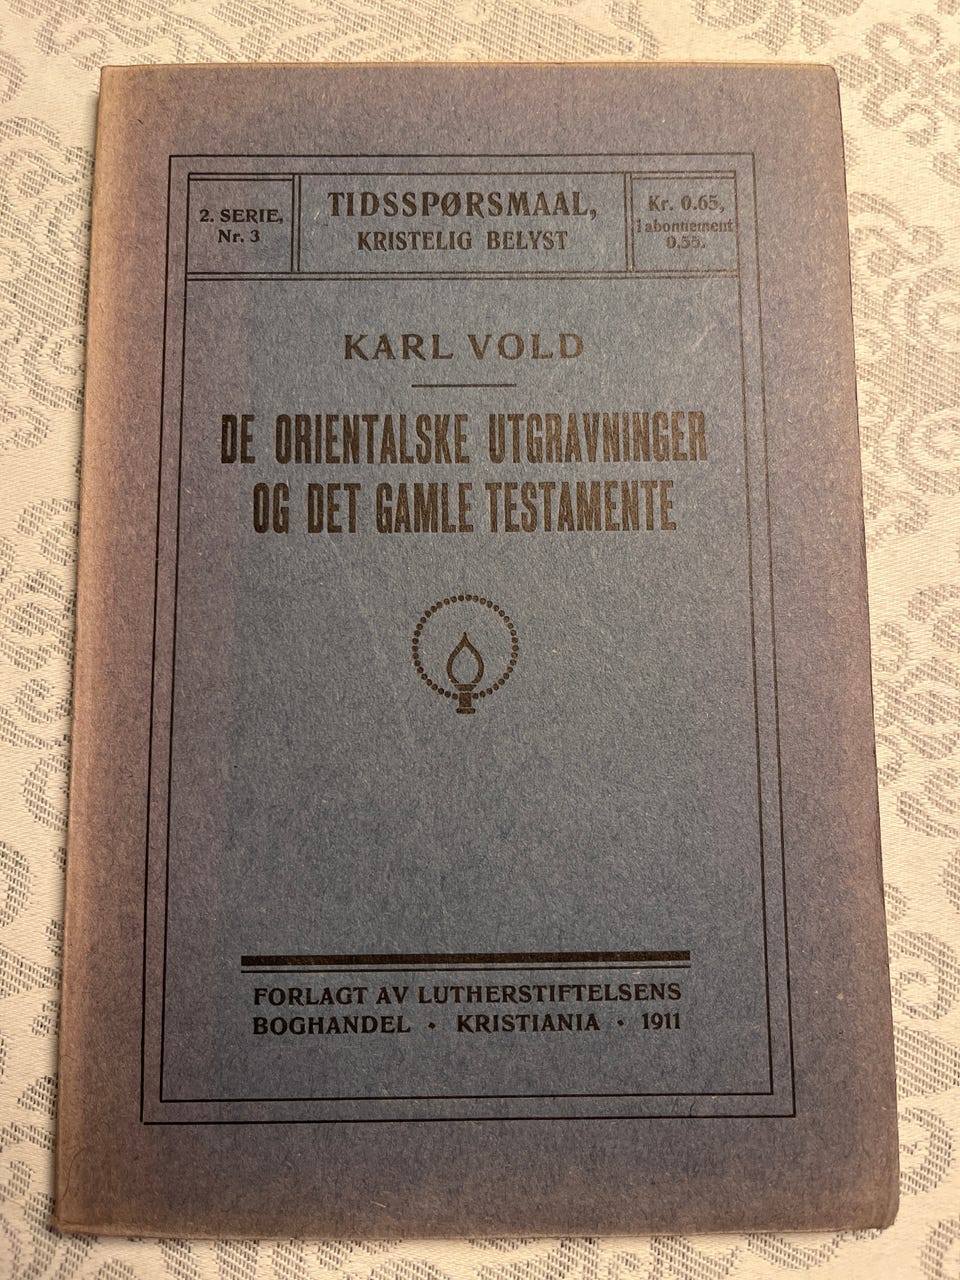 2. SERIE,
Nr. 3
TIDSSPØRSMAAL,
KRISTELIG BELYST
Kr. 0.65,
i abonnement
0,55.
KARL VOLD
DE ORIENTALSKE UTGRAVNINGER
OG DET GAMLE TESTAMENTE
FORLAGT AV LUTHERSTIFTELSENS
BOGHANDEL • KRISTIANIA • 1911